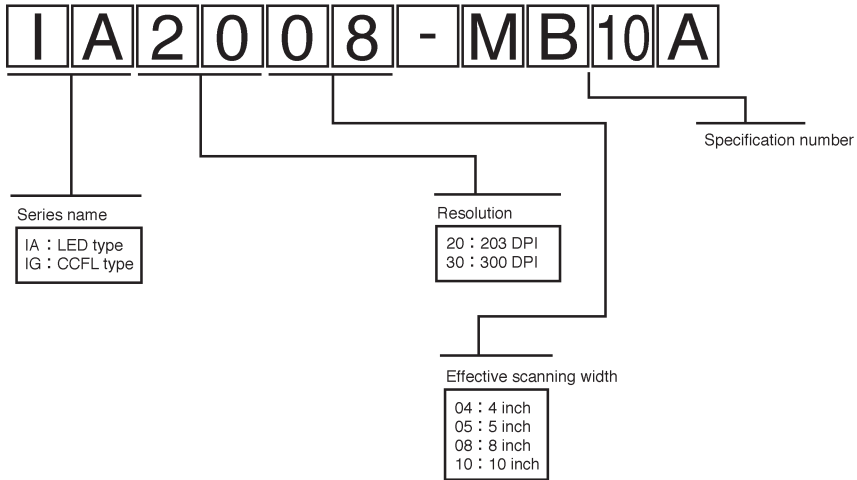 IA2008-MB10A
Specification number
Series name
IA：LED type
IG：CCFL type
Resolution
20：203 DPI
30：300 DPI
Effective scanning width
04：4 inch
05：5 inch
08：8 inch
10：10 inch